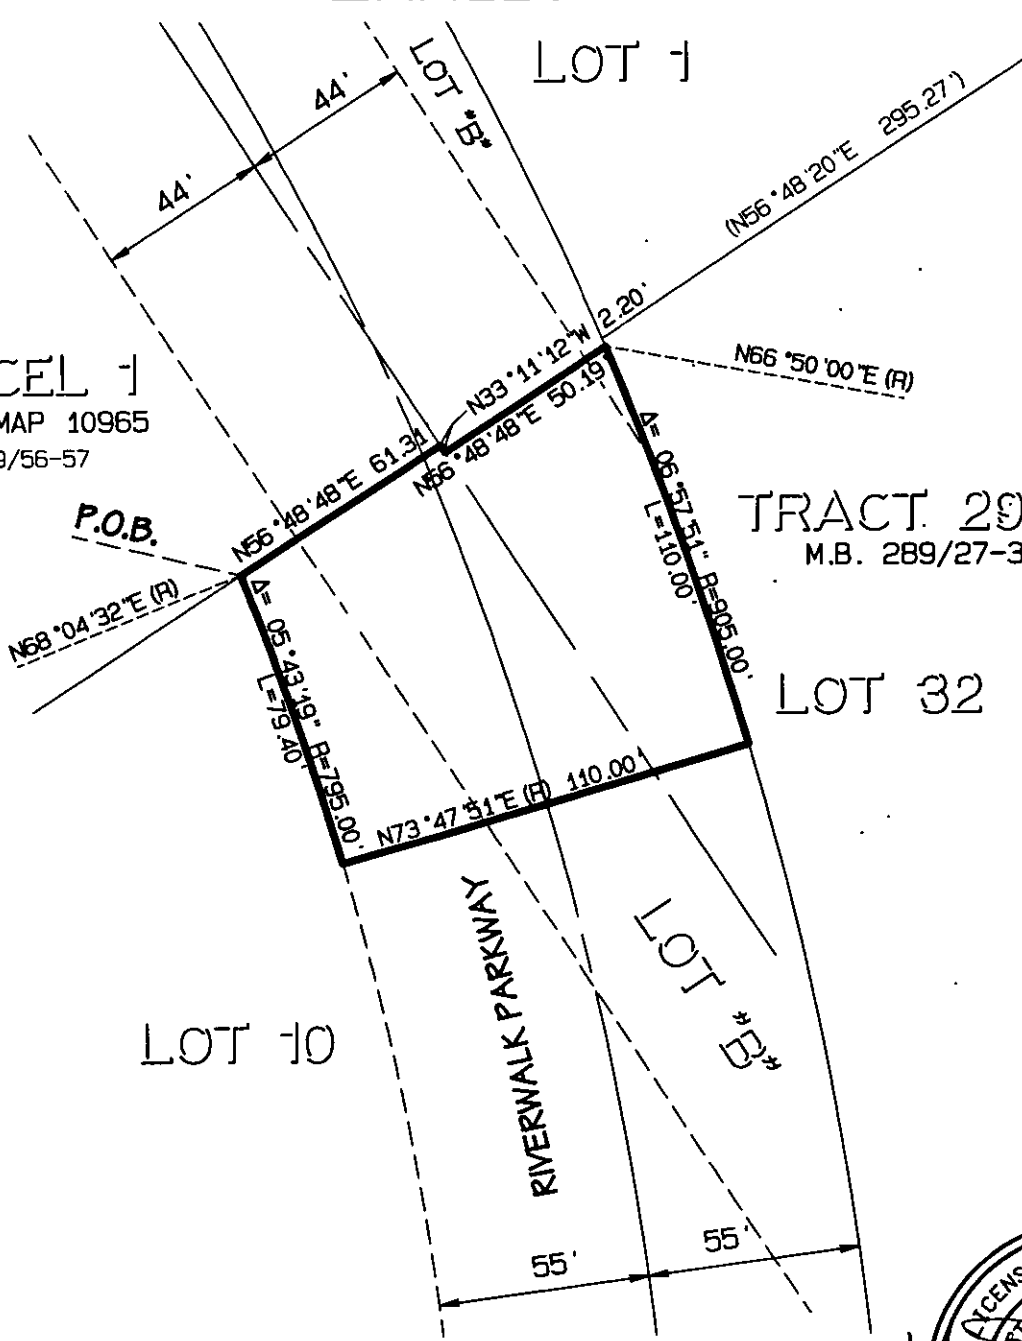 LOT 1
LOT "B"
44'
44'
(N56°48'20"E 295.27')
2.20'
N33°11'12"W
N66°50'00"E (R)
CEL 1
MAP 10965
9/56-57
N56°48'48"E 61.31
N56°48'48"E 50.19'
P.O.B.
N68°04'32"E (R)
TRACT 29
M.B. 289/27-3
Δ= 06°57'51" R=905.00'
L=110.00'
Δ= 05°43'19" R=795.00'
L=79.40'
LOT 32
N73°47'51"E (R) 110.00'
RIVERWALK PARKWAY
LOT "B"
LOT 10
55'
55'
LICENS